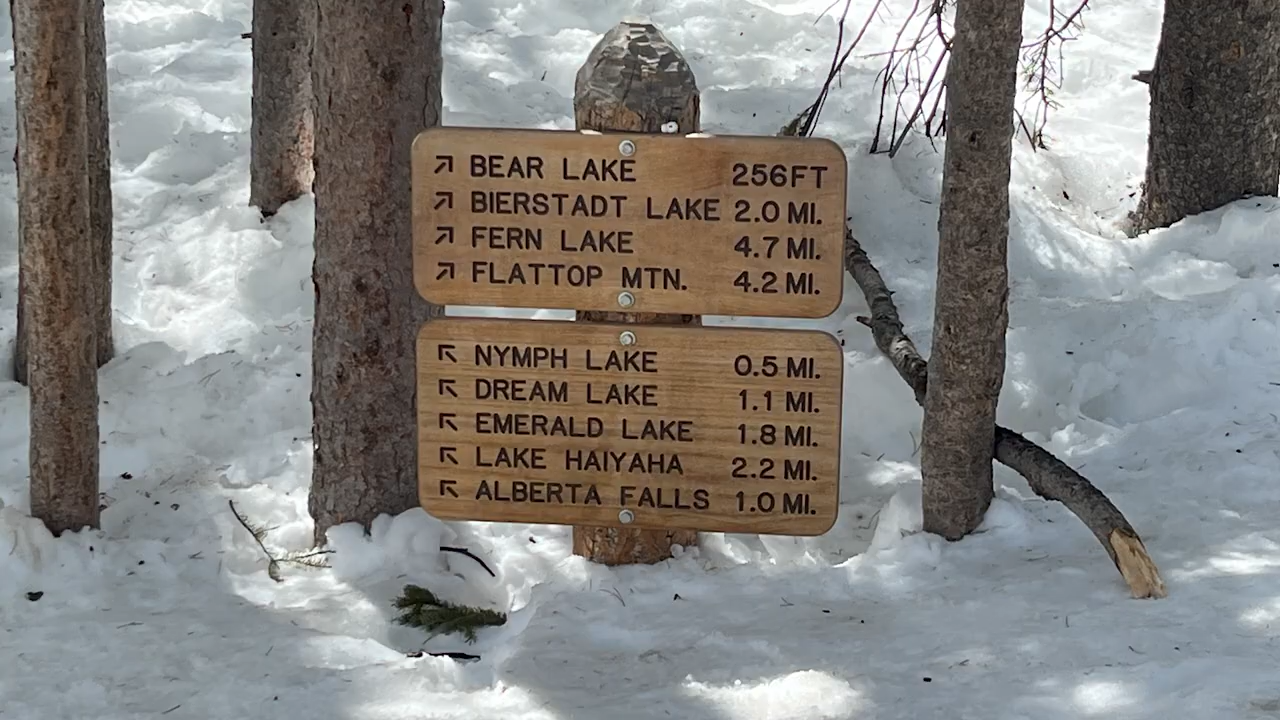 ↗ BEAR LAKE 256FT
↗ BIERSTADT LAKE 2.0 MI.
↗ FERN LAKE 4.7 MI.
↗ FLATTOP MTN. 4.2 MI.
↖ NYMPH LAKE 0.5 MI.
↖ DREAM LAKE 1.1 MI.
↖ EMERALD LAKE 1.8 MI.
↖ LAKE HAIYAHA 2.2 MI.
↖ ALBERTA FALLS 1.0 MI.